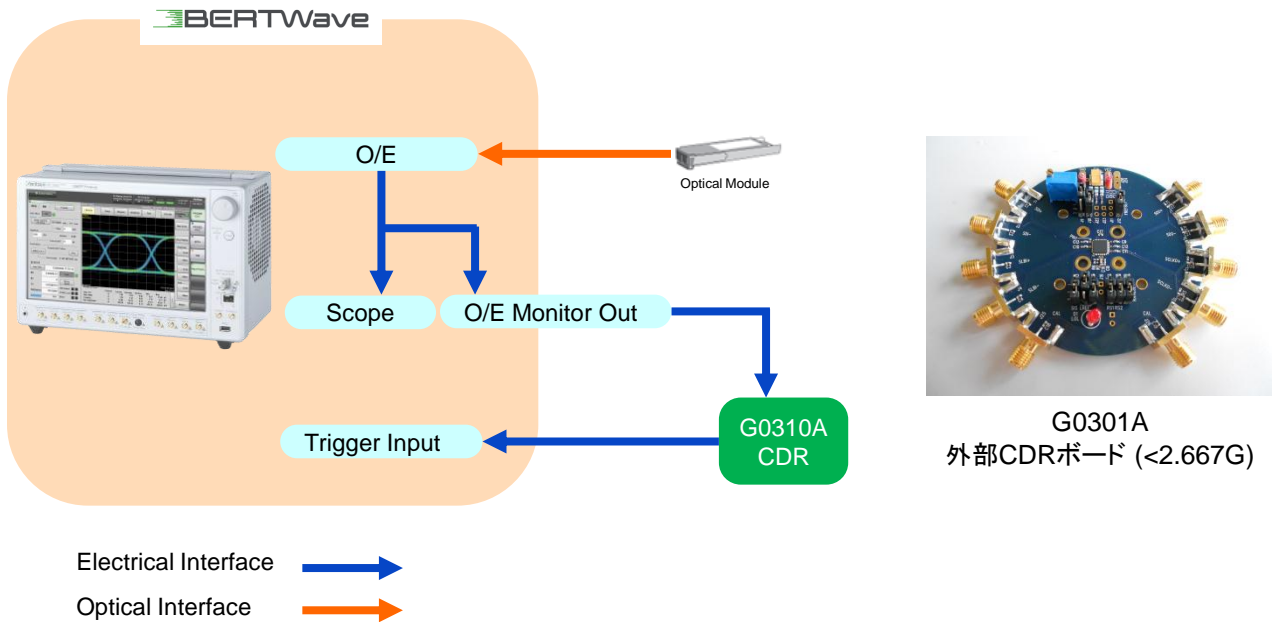 BERTWave
O/E
Optical Module
Scope
O/E Monitor Out
Trigger Input
G0310A
CDR
G0301A
外部CDRボード (<2.667G)
Electrical Interface
Optical Interface